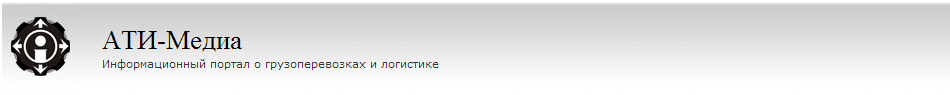 АТИ-Медиа
Информационный портал о грузоперевозках и логистике